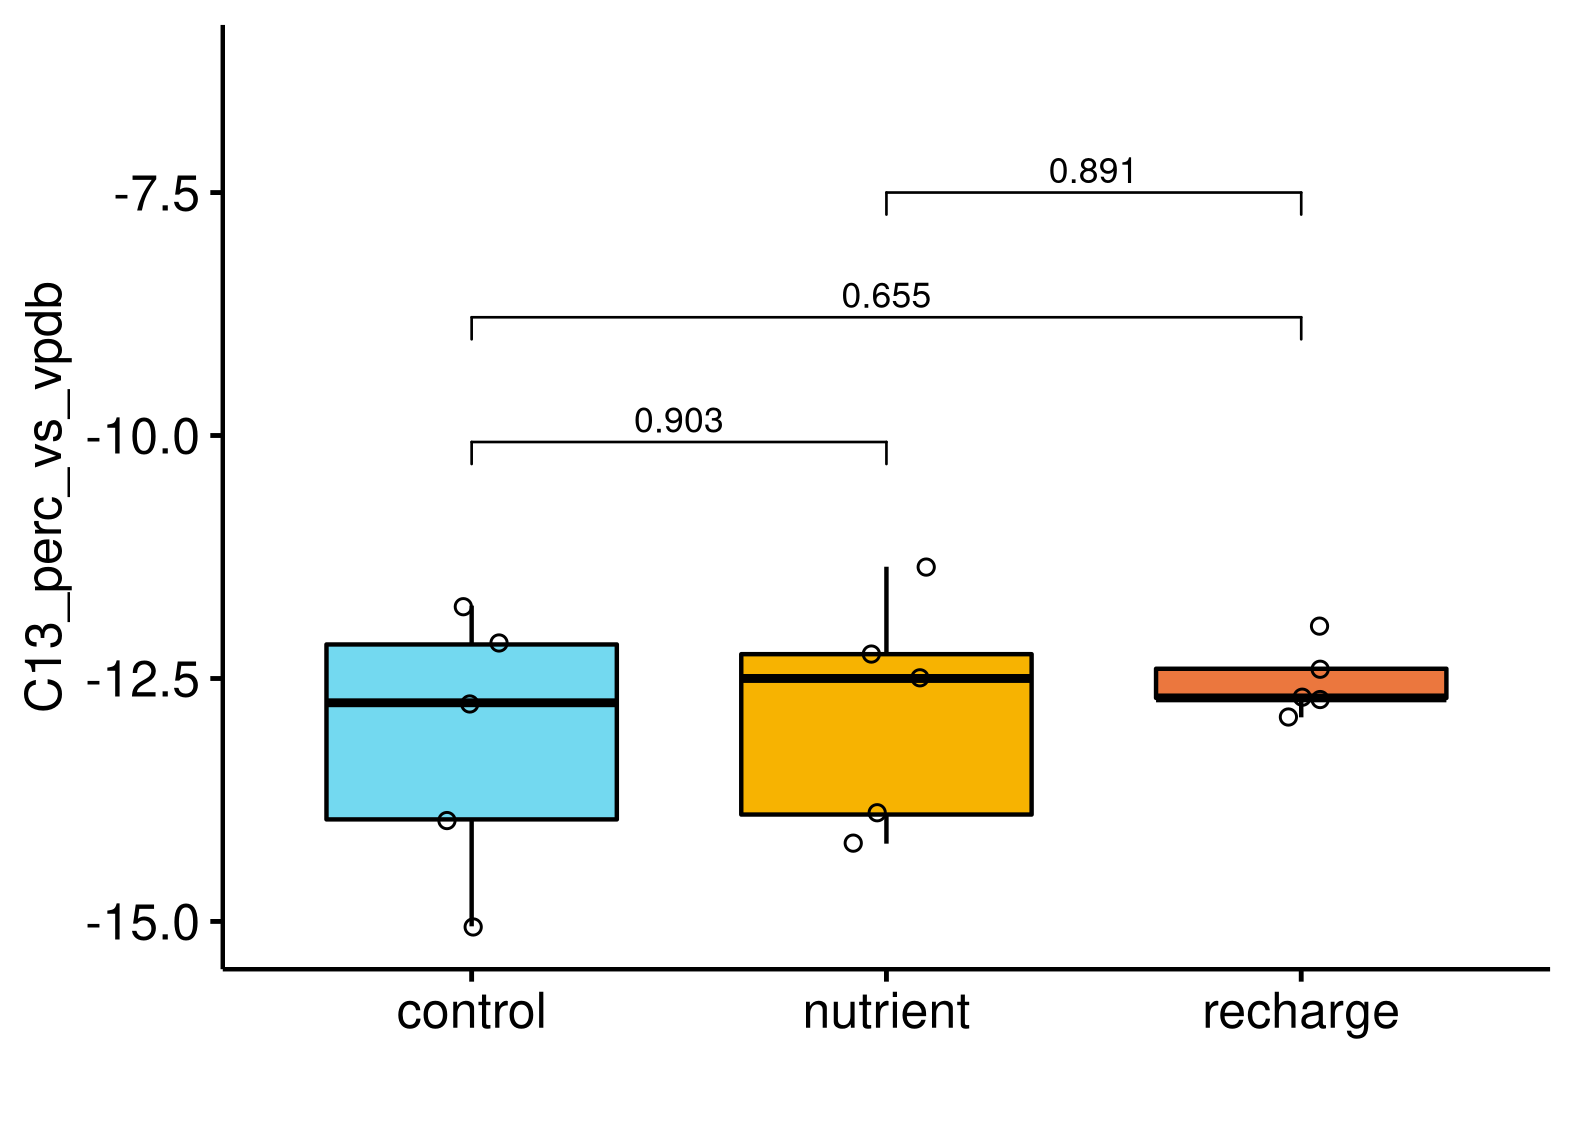 C13_perc_vs_vpdb
-7.5
-10.0
-12.5
-15.0
0.891
0.655
0.903
control
nutrient
recharge